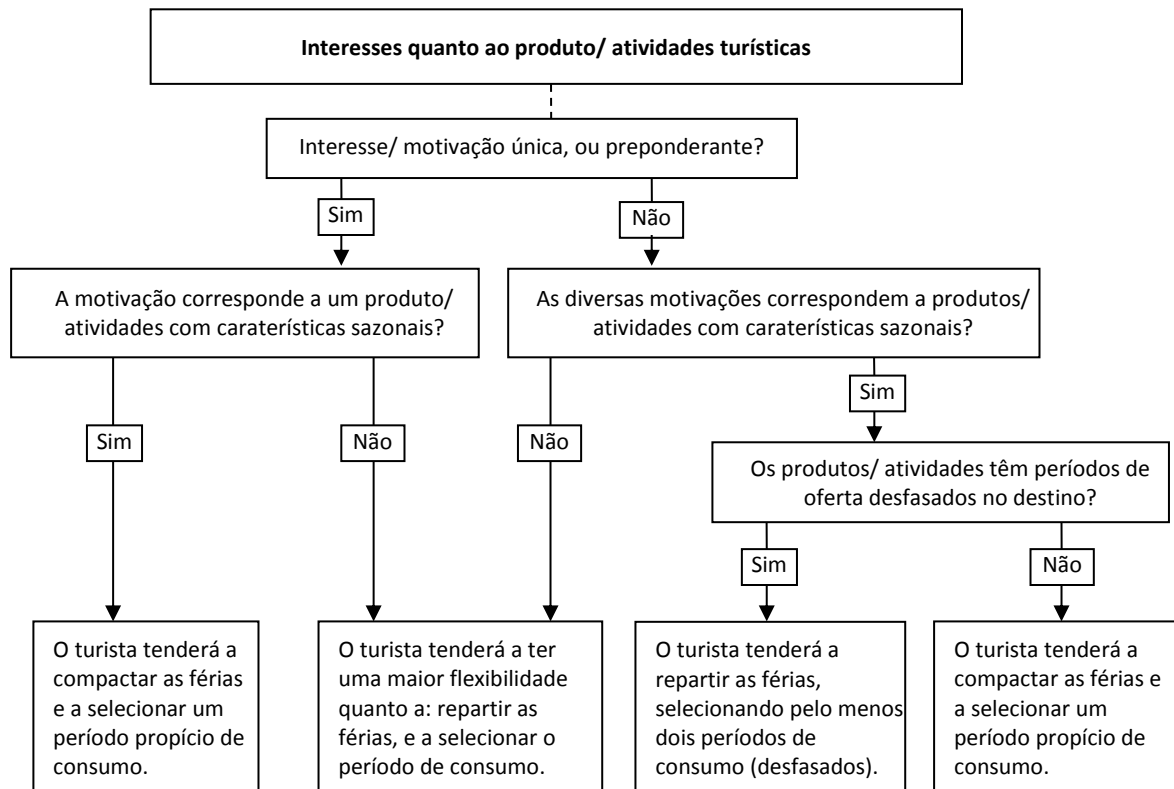 Interesses quanto ao produto/ atividades turísticas
Interesse/ motivação única, ou preponderante?
Sim
Não
A motivação corresponde a um produto/
atividades com caraterísticas sazonais?
As diversas motivações correspondem a produtos/
atividades com caraterísticas sazonais?
Sim
Não
Não
Sim
Os produtos/ atividades têm períodos de
oferta desfasados no destino?
Sim
Não
O turista tenderá a
compactar as férias
e a selecionar um
período propício de
consumo.
O turista tenderá a ter
uma maior flexibilidade
quanto a: repartir as
férias, e a selecionar o
período de consumo.
O turista tenderá a
repartir as férias,
selecionando pelo menos
dois períodos de
consumo (desfasados).
O turista tenderá a
compactar as férias e
a selecionar um
período propício de
consumo.